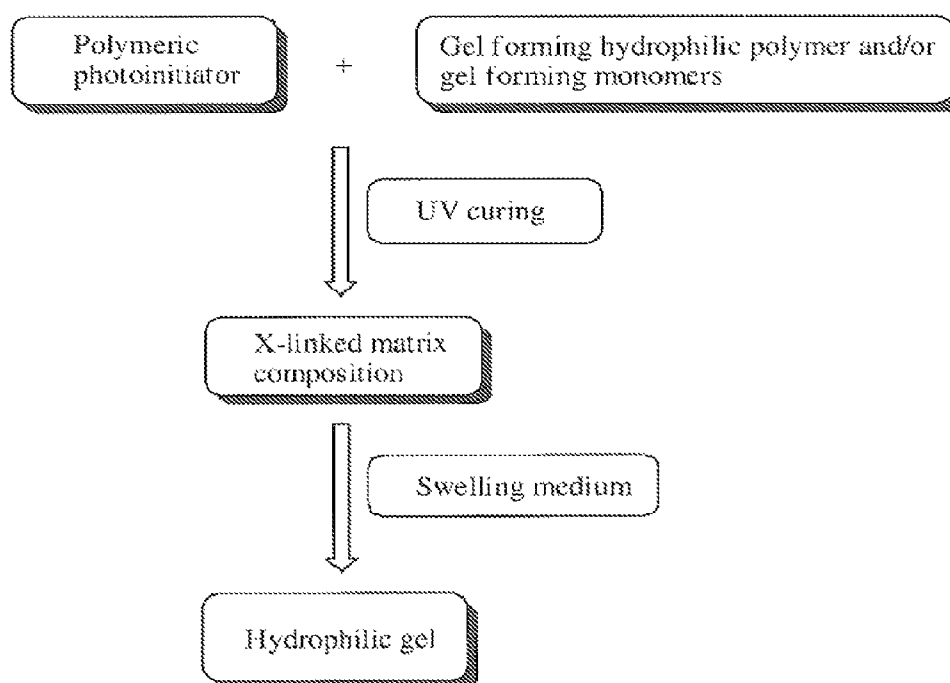 Polymeric
photoinitiator
+
Gel forming hydrophilic polymer and/or
gel forming monomers
UV curing
X-linked matrix
composition
Swelling medium
Hydrophilic gel